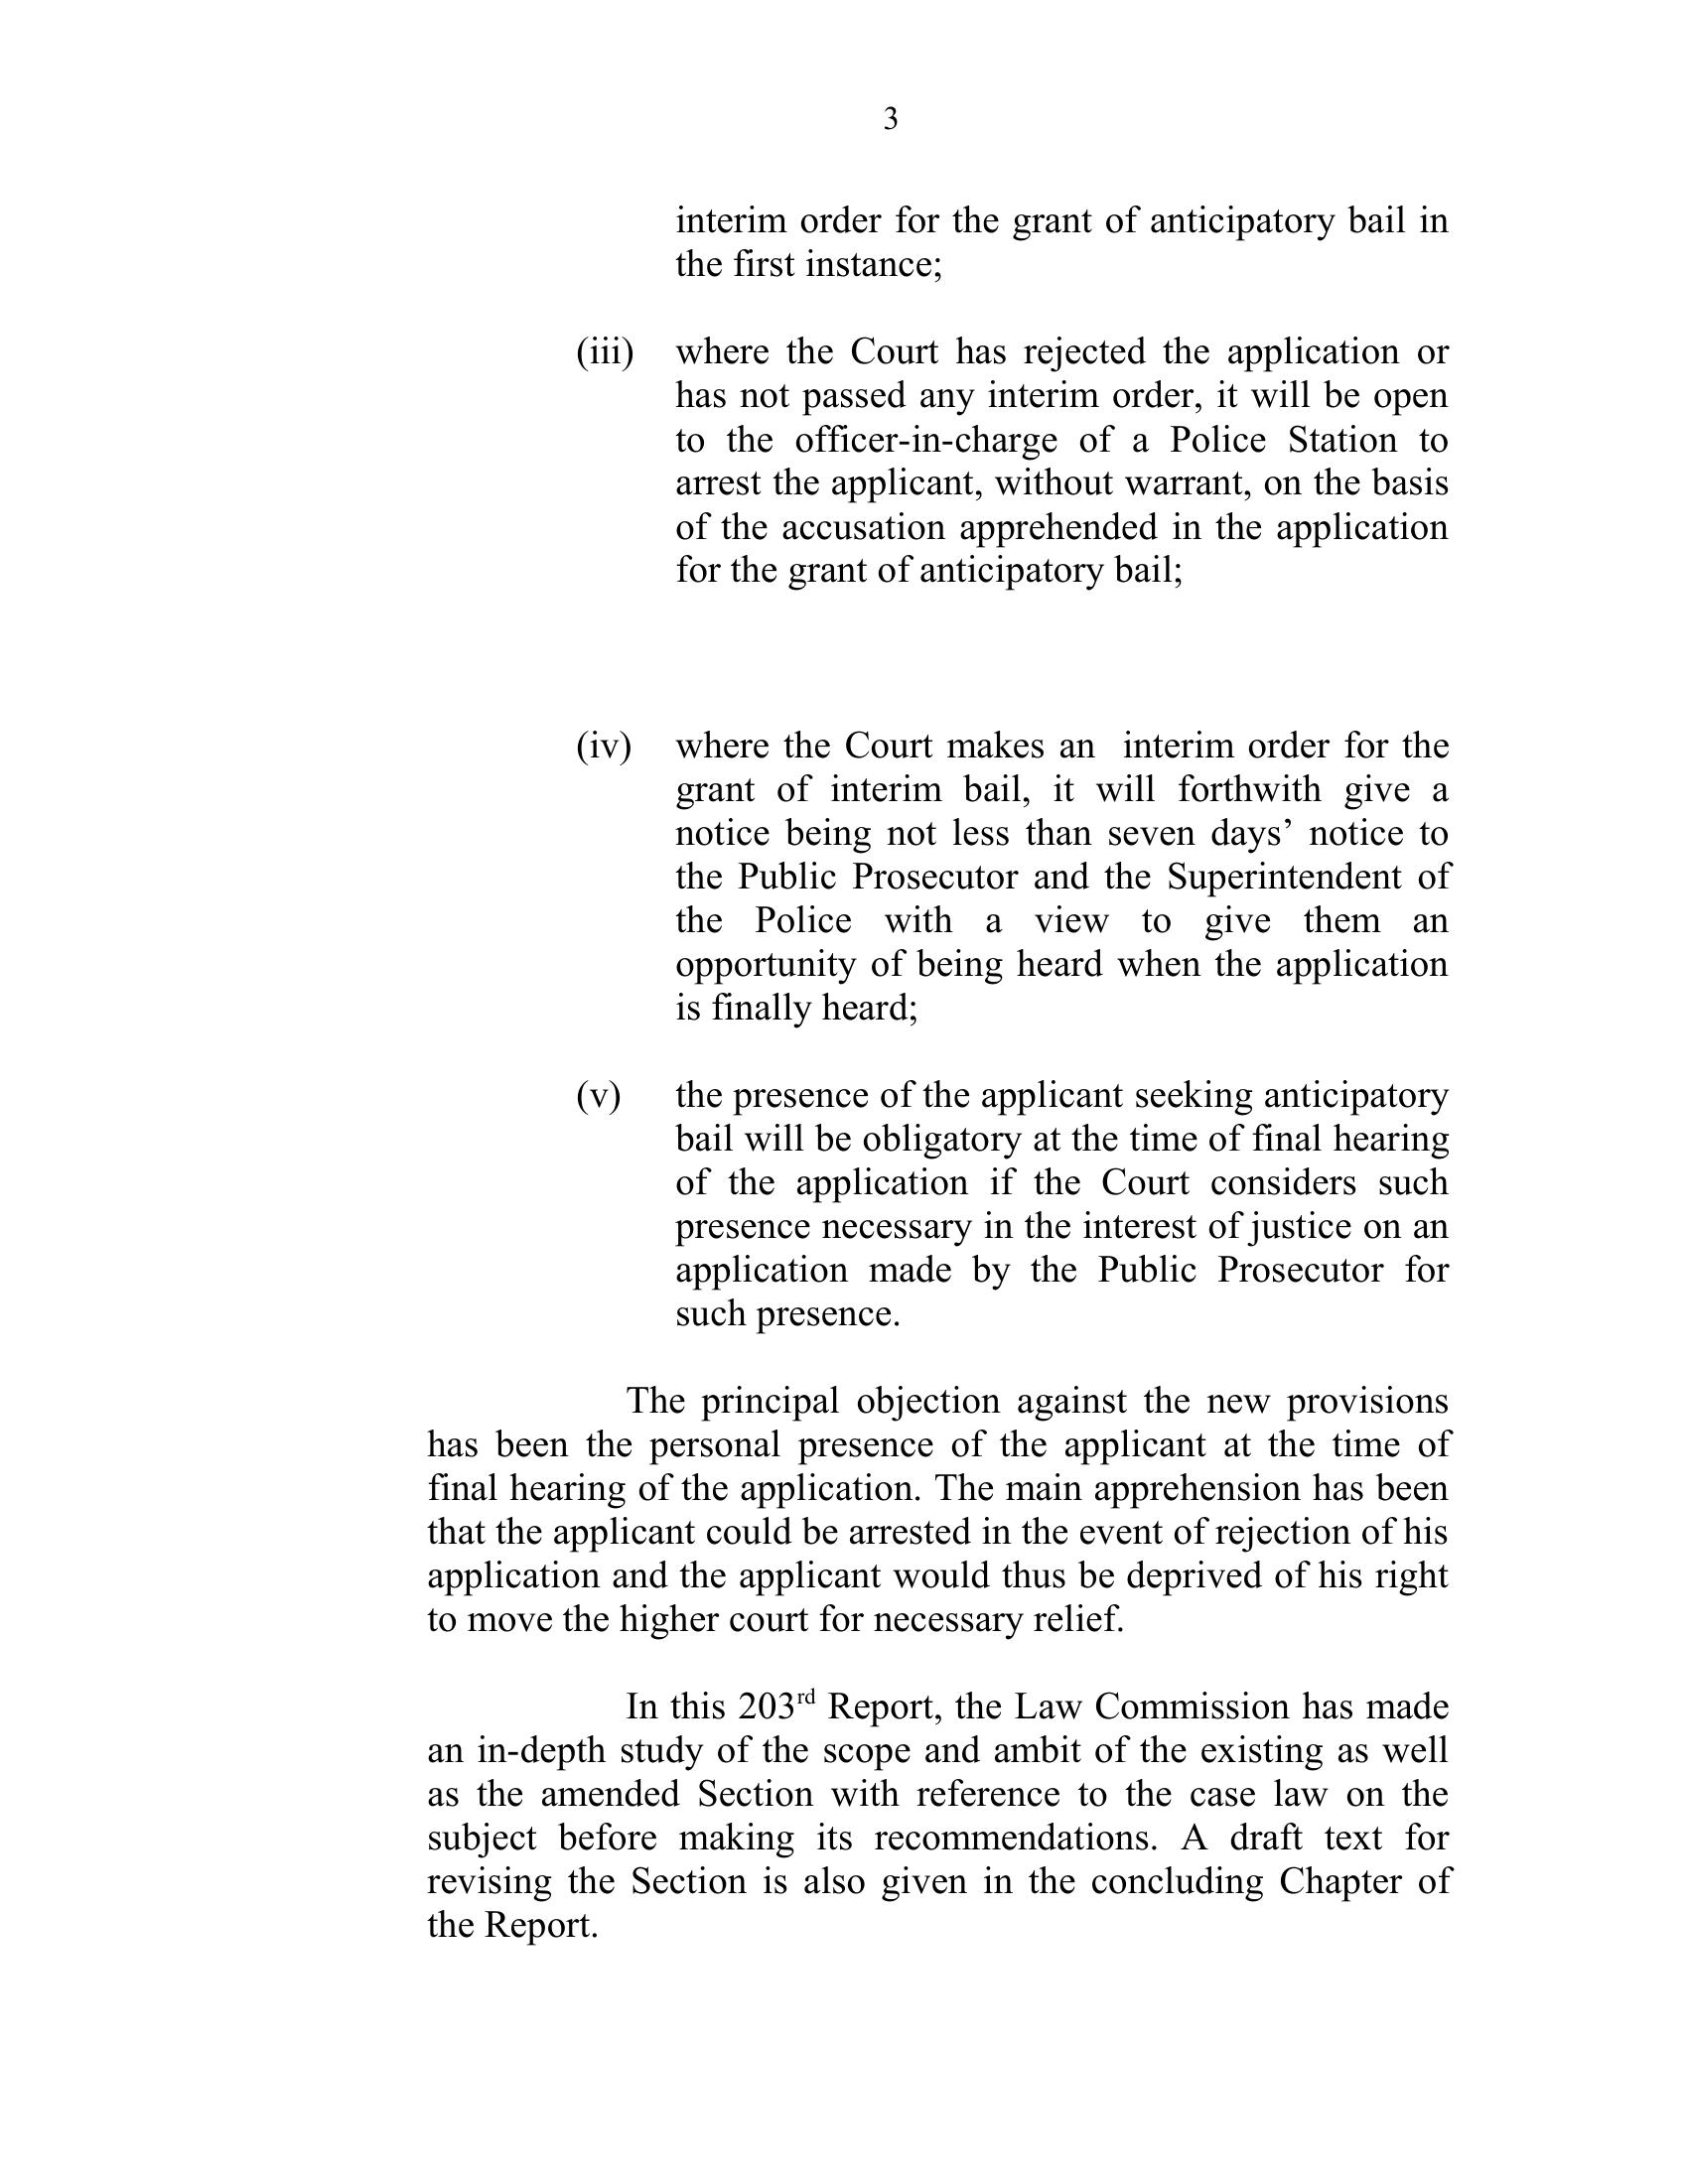 3
interim order for the grant of anticipatory bail in
the first instance;
(iii) where the Court has rejected the application or
has not passed any interim order, it will be open
to the officer-in-charge of a Police Station to
arrest the applicant, without warrant, on the basis
of the accusation apprehended in the application
for the grant of anticipatory bail;
(iv) where the Court makes an interim order for the
grant of interim bail, it will forthwith give a
notice being not less than seven days’ notice to
the Public Prosecutor and the Superintendent of
the Police with a view to give them an
opportunity of being heard when the application
is finally heard;
(v) the presence of the applicant seeking anticipatory
bail will be obligatory at the time of final hearing
of the application if the Court considers such
presence necessary in the interest of justice on an
application made by the Public Prosecutor for
such presence.
The principal objection against the new provisions
has been the personal presence of the applicant at the time of
final hearing of the application. The main apprehension has been
that the applicant could be arrested in the event of rejection of his
application and the applicant would thus be deprived of his right
to move the higher court for necessary relief.
In this 203rd Report, the Law Commission has made
an in-depth study of the scope and ambit of the existing as well
as the amended Section with reference to the case law on the
subject before making its recommendations. A draft text for
revising the Section is also given in the concluding Chapter of
the Report.